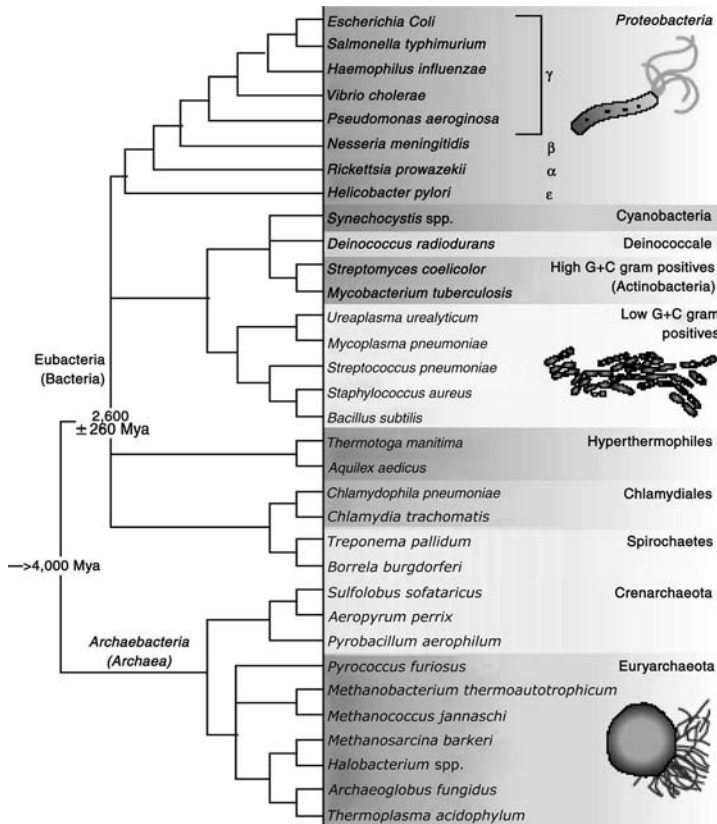 Escherichia Coli
Proteobacteria
Salmonella typhimurium
Haemophilus influenzae
γ
Vibrio cholerae
Pseudomonas aeroginosa
Nesseria meningitidis
β
Rickettsia prowazekii
α
Helicobacter pylori
ε
Synechocystis spp.
Cyanobacteria
Deinococcus radiodurans
Deinococcale
Streptomyces coelicolor
High G+C gram positives
Mycobacterium tuberculosis
(Actinobacteria)
Ureaplasma urealyticum
Low G+C gram
Mycoplasma pneumoniae
positives
Streptococcus pneumoniae
Eubacteria
(Bacteria)
Staphylococcus aureus
Bacillus subtilis
2,600
±260 Mya
Thermotoga manitima
Hyperthermophiles
Aquilex aedicus
Chlamydophila pneumoniae
Chlamydiales
Chlamydia trachomatis
Treponema pallidum
Spirochaetes
>4,000 Mya
Borrela burgdorferi
Sulfolobus sofataricus
Crenarchaeota
Aeropyrum perrix
Archaebacteria
(Archaea)
Pyrobacillum aerophilum
Pyrococcus furiosus
Euryarchaeota
Methanobacterium thermoautotrophicum
Methanococcus jannaschi
Methanosarcina barkeri
Halobacterium spp.
Archaeoglobus fungidus
Thermoplasma acidophylum